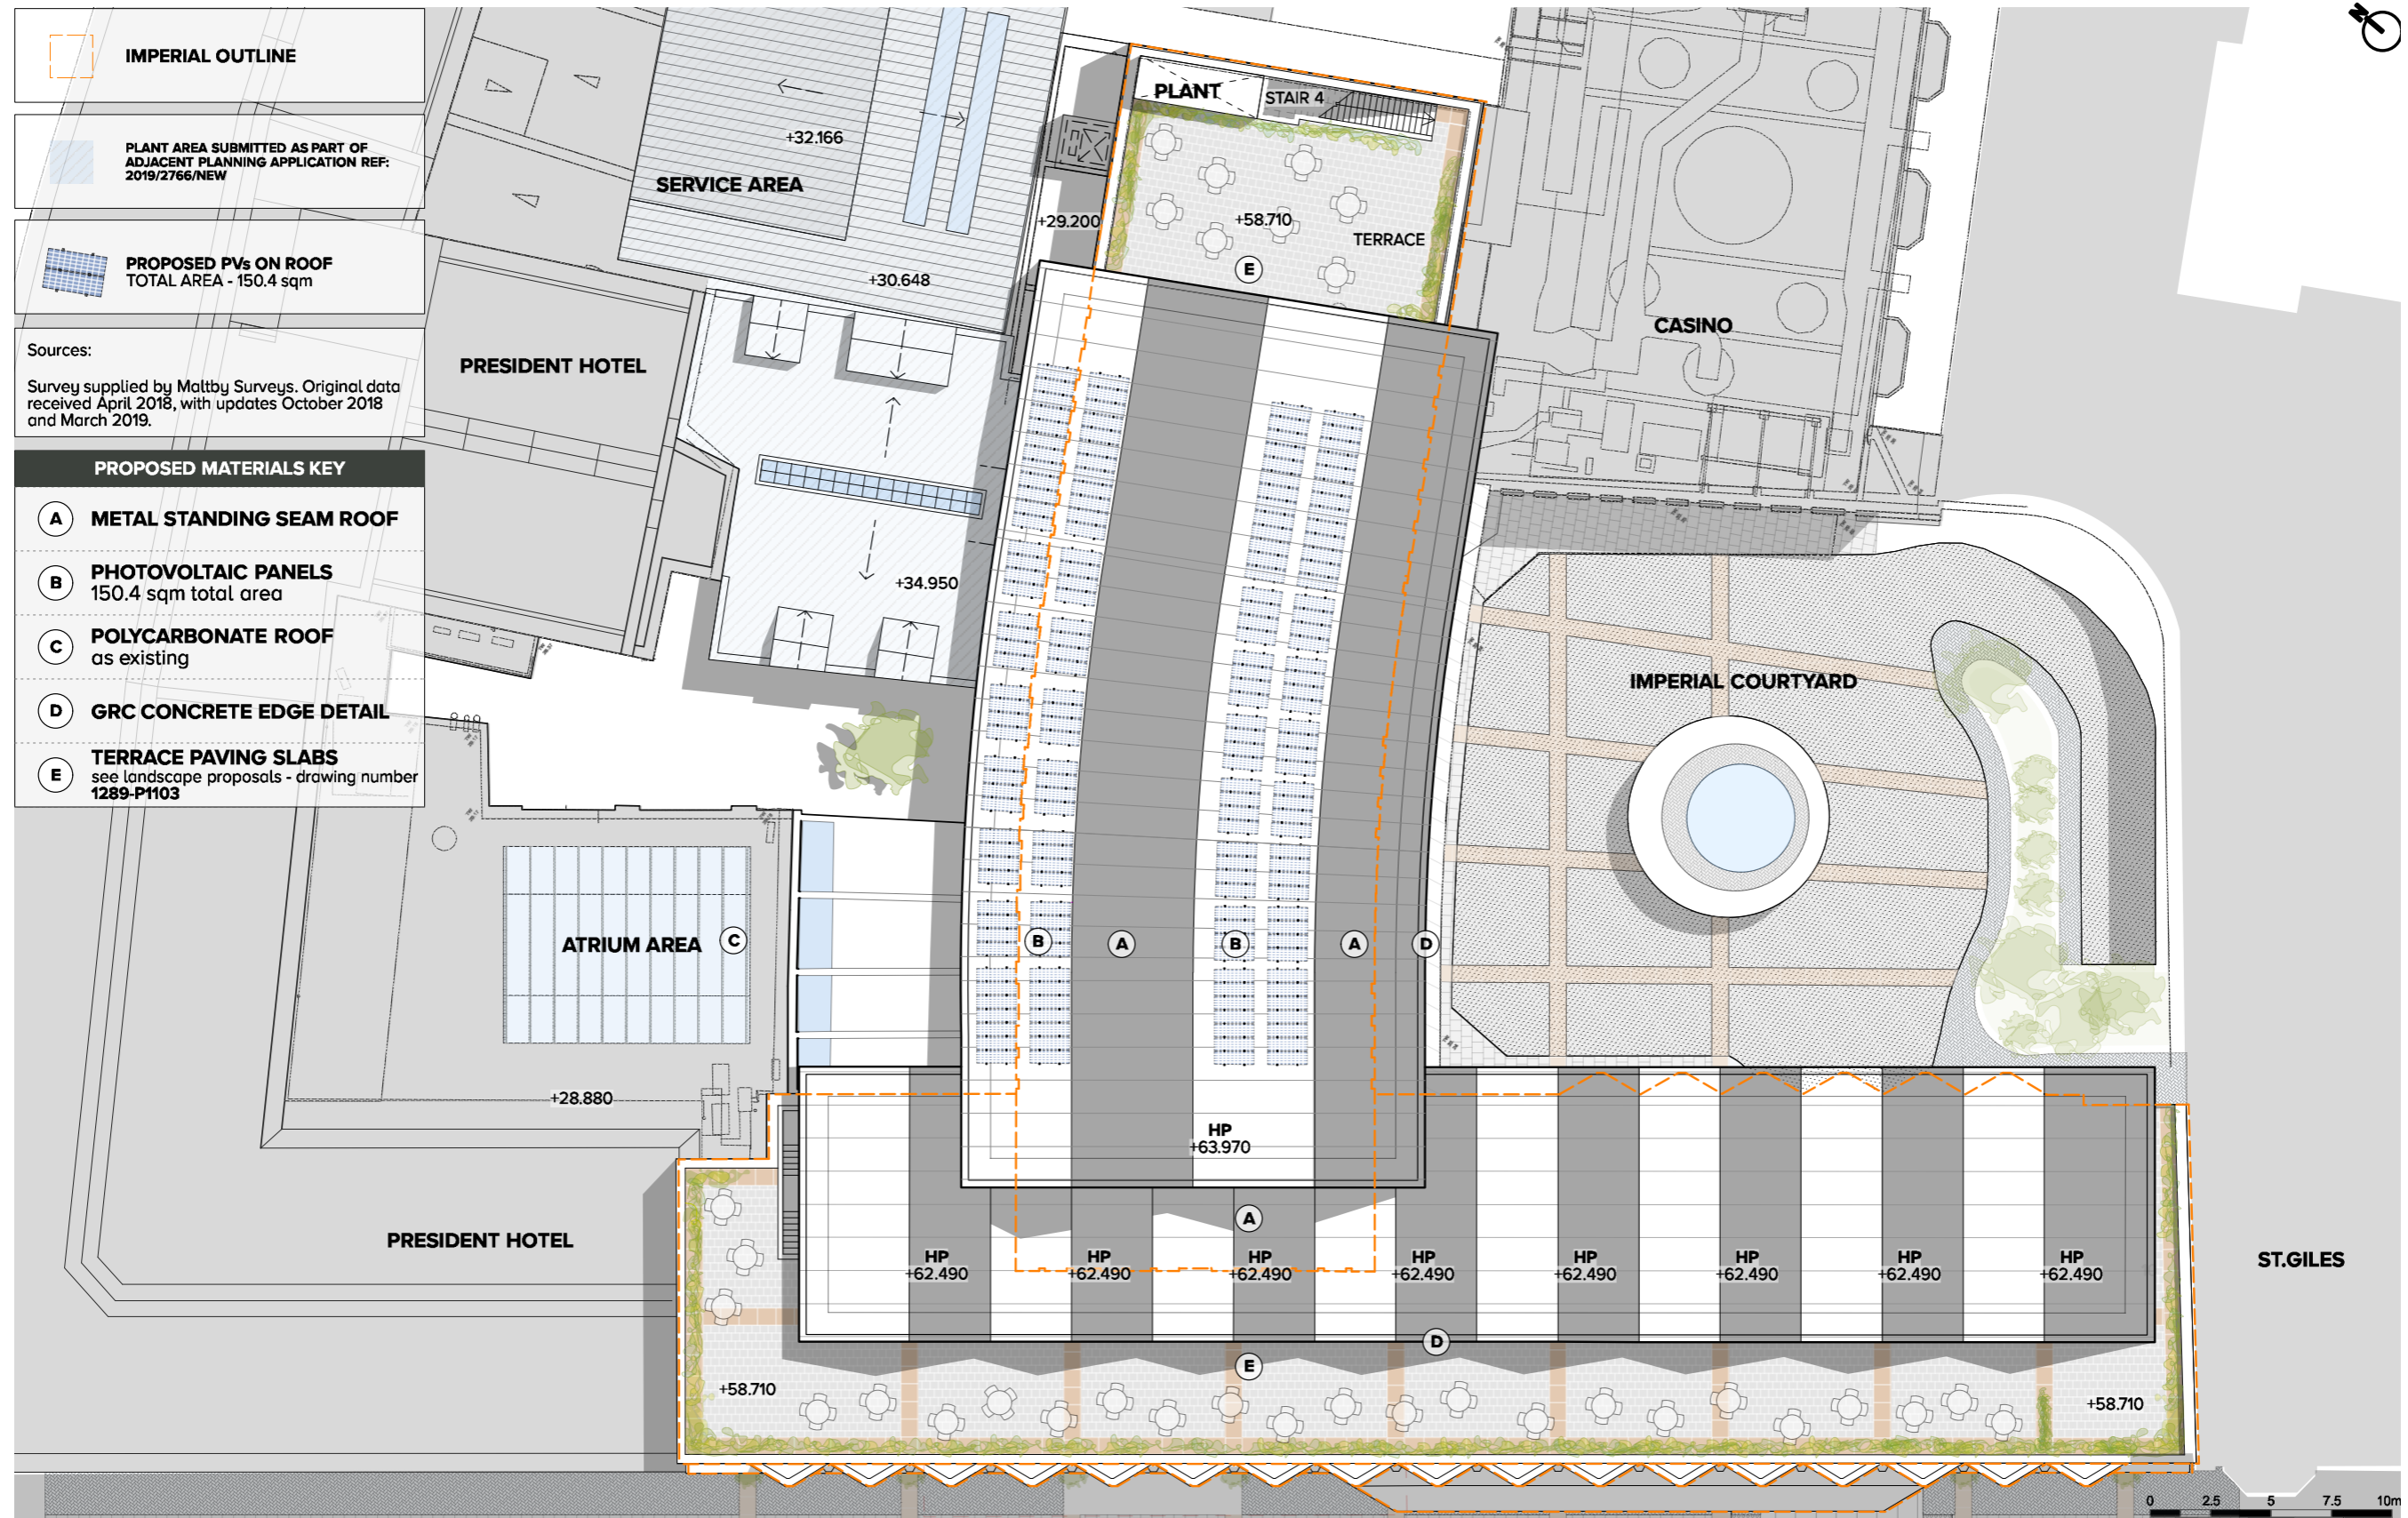 IMPERIAL OUTLINE
PLANT AREA SUBMITTED AS PART OF
ADJACENT PLANNING APPLICATION REF:
2019/2766/NEW
PROPOSED PVs ON ROOF
TOTAL AREA - 150.4 sqm
Sources:
Survey supplied by Maltby Surveys. Original data
received April 2018, with updates October 2018
and March 2019.
PROPOSED MATERIALS KEY
A METAL STANDING SEAM ROOF
B PHOTOVOLTAIC PANELS
150.4 sqm total area
C POLYCARBONATE ROOF
as existing
D GRC CONCRETE EDGE DETAIL
E TERRACE PAVING SLABS
see landscape proposals - drawing number
1289-P1103
N
PLANT
STAIR 4
+32.166
SERVICE AREA
+29.200
+58.710
TERRACE
E
+30.648
CASINO
PRESIDENT HOTEL
+34.950
IMPERIAL COURTYARD
ATRIUM AREA
C
B
A
B
A
D
+28.880
HP
+63.970
PRESIDENT HOTEL
A
HP
+62.490
HP
+62.490
HP
+62.490
HP
+62.490
HP
+62.490
HP
+62.490
HP
+62.490
HP
+62.490
ST.GILES
D
E
+58.710
+58.710
0 2.5 5 7.5 10m